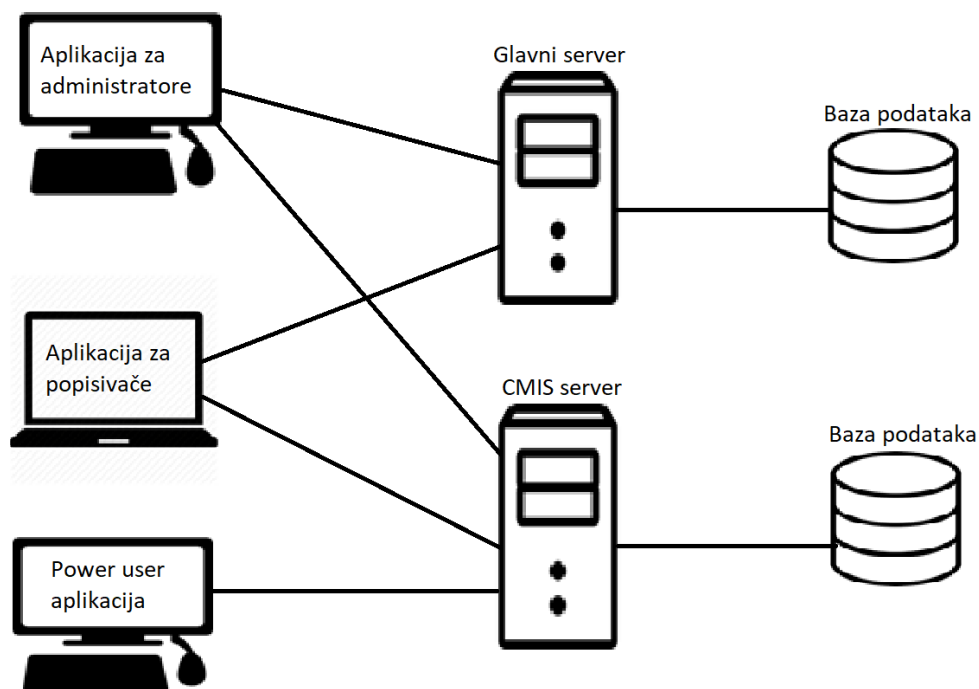 Aplikacija za
administratore
Glavni server
Baza podataka
Aplikacija za
popisivače
CMIS server
Baza podataka
Power user
aplikacija